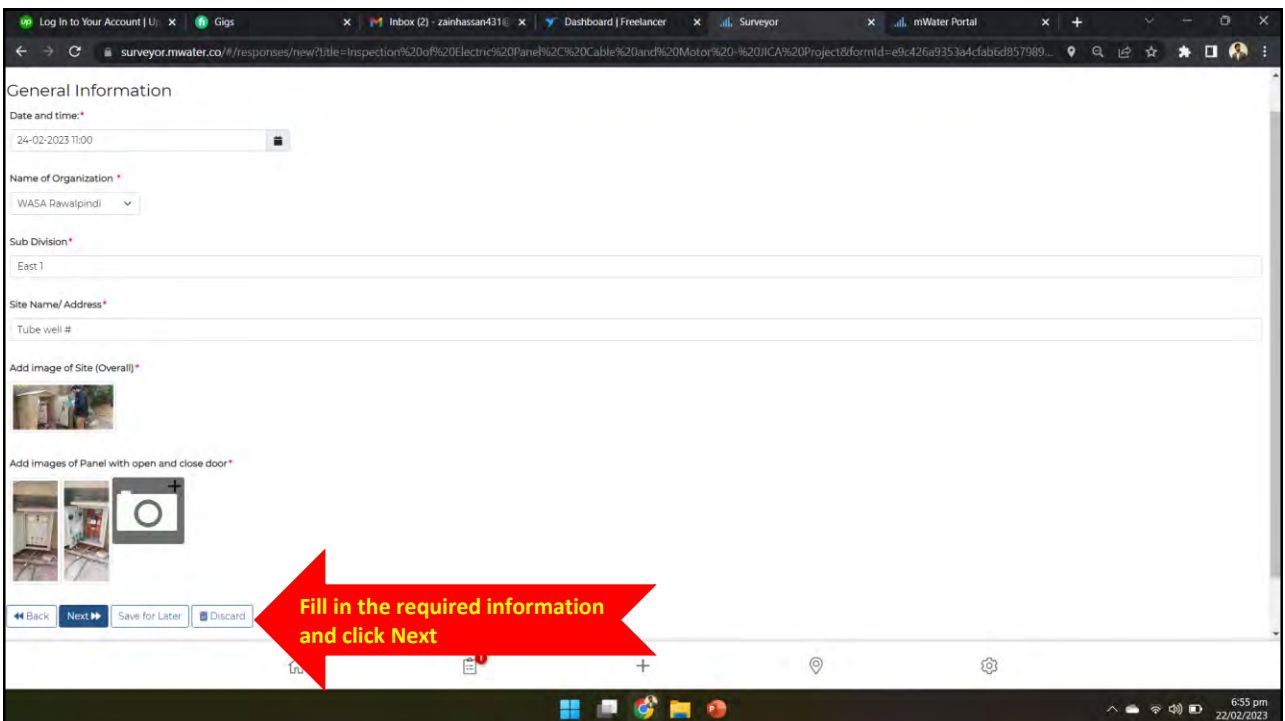 Log In to Your Account | U
Gigs
Inbox (2) - zainhassan431@
Dashboard | Freelancer
Surveyor
mWater Portal
surveyor.mwater.co/#/responses/new?title=Inspection%20of%20Electric%20Panel%2C%20Cable%20and%20Motor%20-%20JICA%20Project&formId=e9c426a9353a4cfab6d857989...
General Information
Date and time:*
24-02-2023 11:00
Name of Organization *
WASA Rawalpindi
Sub Division*
East 1
Site Name/ Address*
Tube well #
Add image of Site (Overall)*
Add images of Panel with open and close door*
Back
Next
Save for Later
Discard
Fill in the required information
and click Next
6:55 pm
22/02/2023